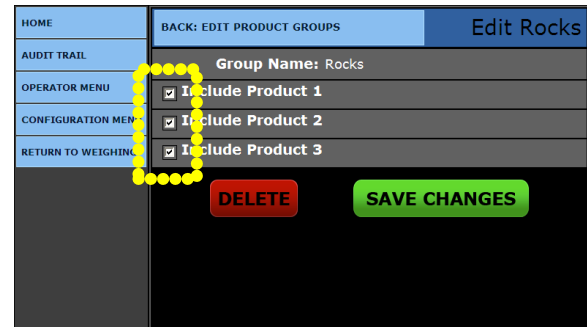 HOME
BACK: EDIT PRODUCT GROUPS
Edit Rocks
AUDIT TRAIL
Group Name: Rocks
OPERATOR MENU
Include Product 1
CONFIGURATION MEN
Include Product 2
RETURN TO WEIGHING
Include Product 3
DELETE
SAVE CHANGES